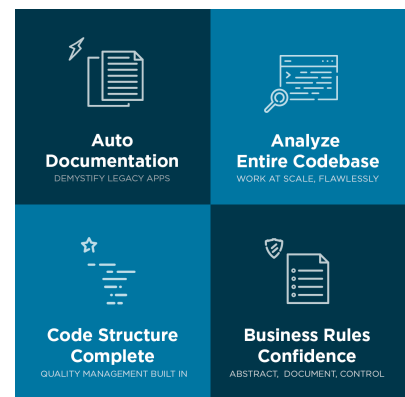 Auto
Documentation
DEMYSTIFY LEGACY APPS
Analyze
Entire Codebase
WORK AT SCALE, FLAWLESSLY
Code Structure
Complete
QUALITY MANAGEMENT BUILT IN
Business Rules
Confidence
ABSTRACT, DOCUMENT, CONTROL